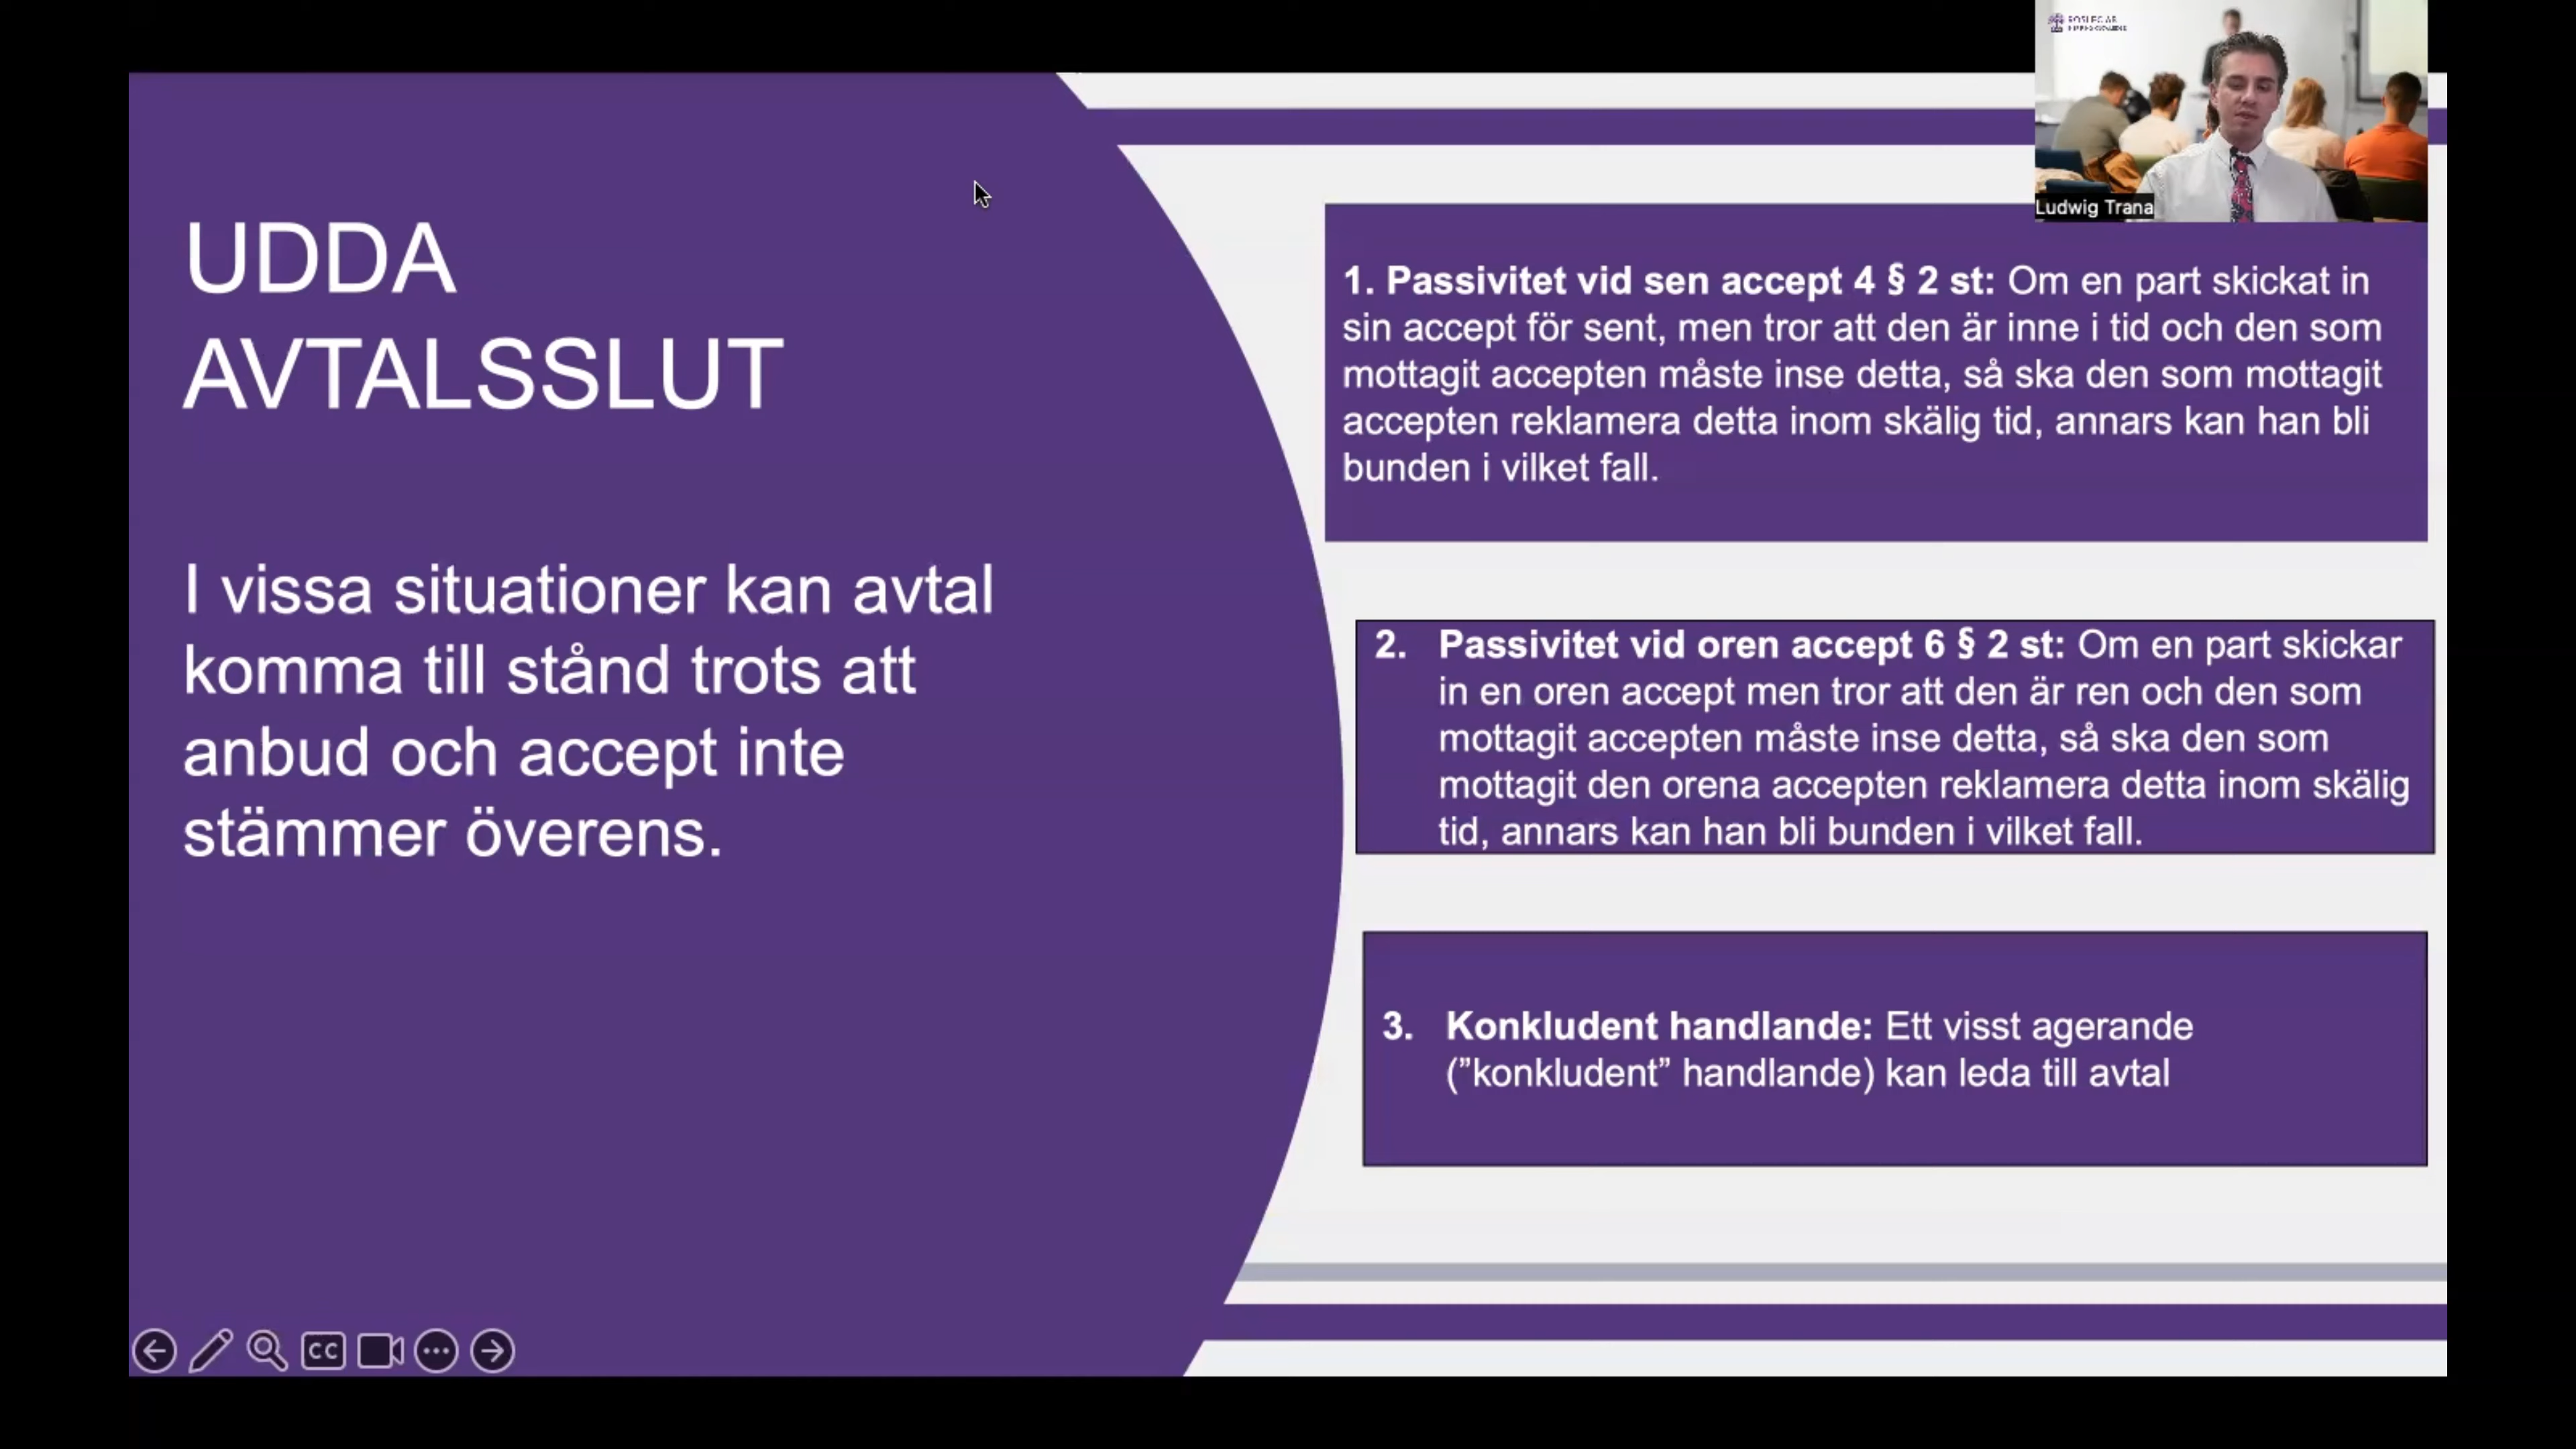 UDDA
AVTALSSLUT
I vissa situationer kan avtal
komma till stånd trots att
anbud och accept inte
stämmer överens.
Ludwig Trana
1. Passivitet vid sen accept 4 § 2 st: Om en part skickat in
sin accept för sent, men tror att den är inne i tid och den som
mottagit accepten måste inse detta, så ska den som mottagit
accepten reklamera detta inom skälig tid, annars kan han bli
bunden i vilket fall.
2. Passivitet vid oren accept 6 § 2 st: Om en part skickar
in en oren accept men tror att den är ren och den som
mottagit accepten måste inse detta, så ska den som
mottagit den orena accepten reklamera detta inom skälig
tid, annars kan han bli bunden i vilket fall.
3. Konkludent handlande: Ett visst agerande
(”konkludent” handlande) kan leda till avtal
CC